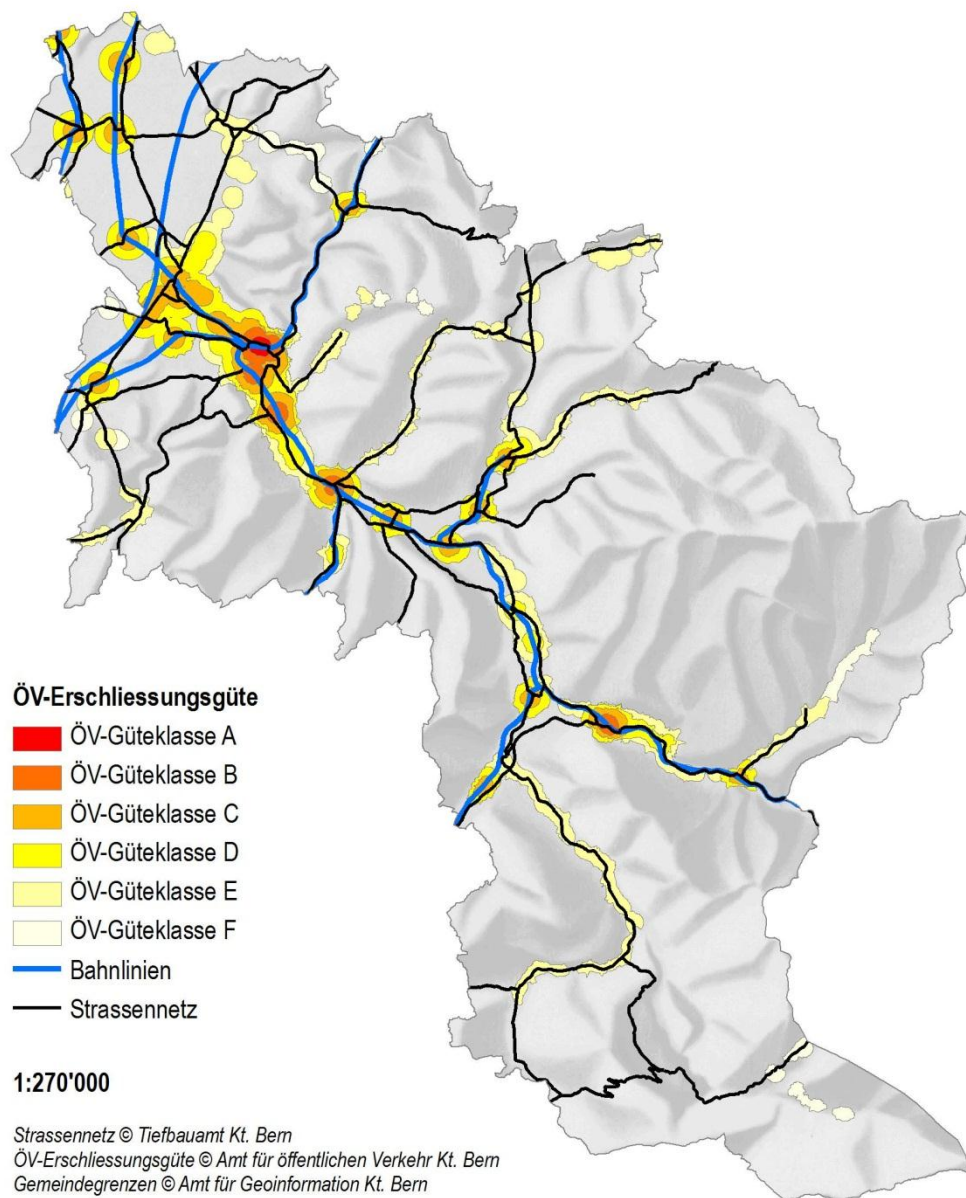 ÖV-Erschliessungsgüte
ÖV-Güteklasse A
ÖV-Güteklasse B
ÖV-Güteklasse C
ÖV-Güteklasse D
ÖV-Güteklasse E
ÖV-Güteklasse F
Bahnlinien
Strassennetz
1:270'000
Strassennetz © Tiefbauamt Kt. Bern
ÖV-Erschliessungsgüte © Amt für öffentlichen Verkehr Kt. Bern
Gemeindegrenzen © Amt für Geoinformation Kt. Bern